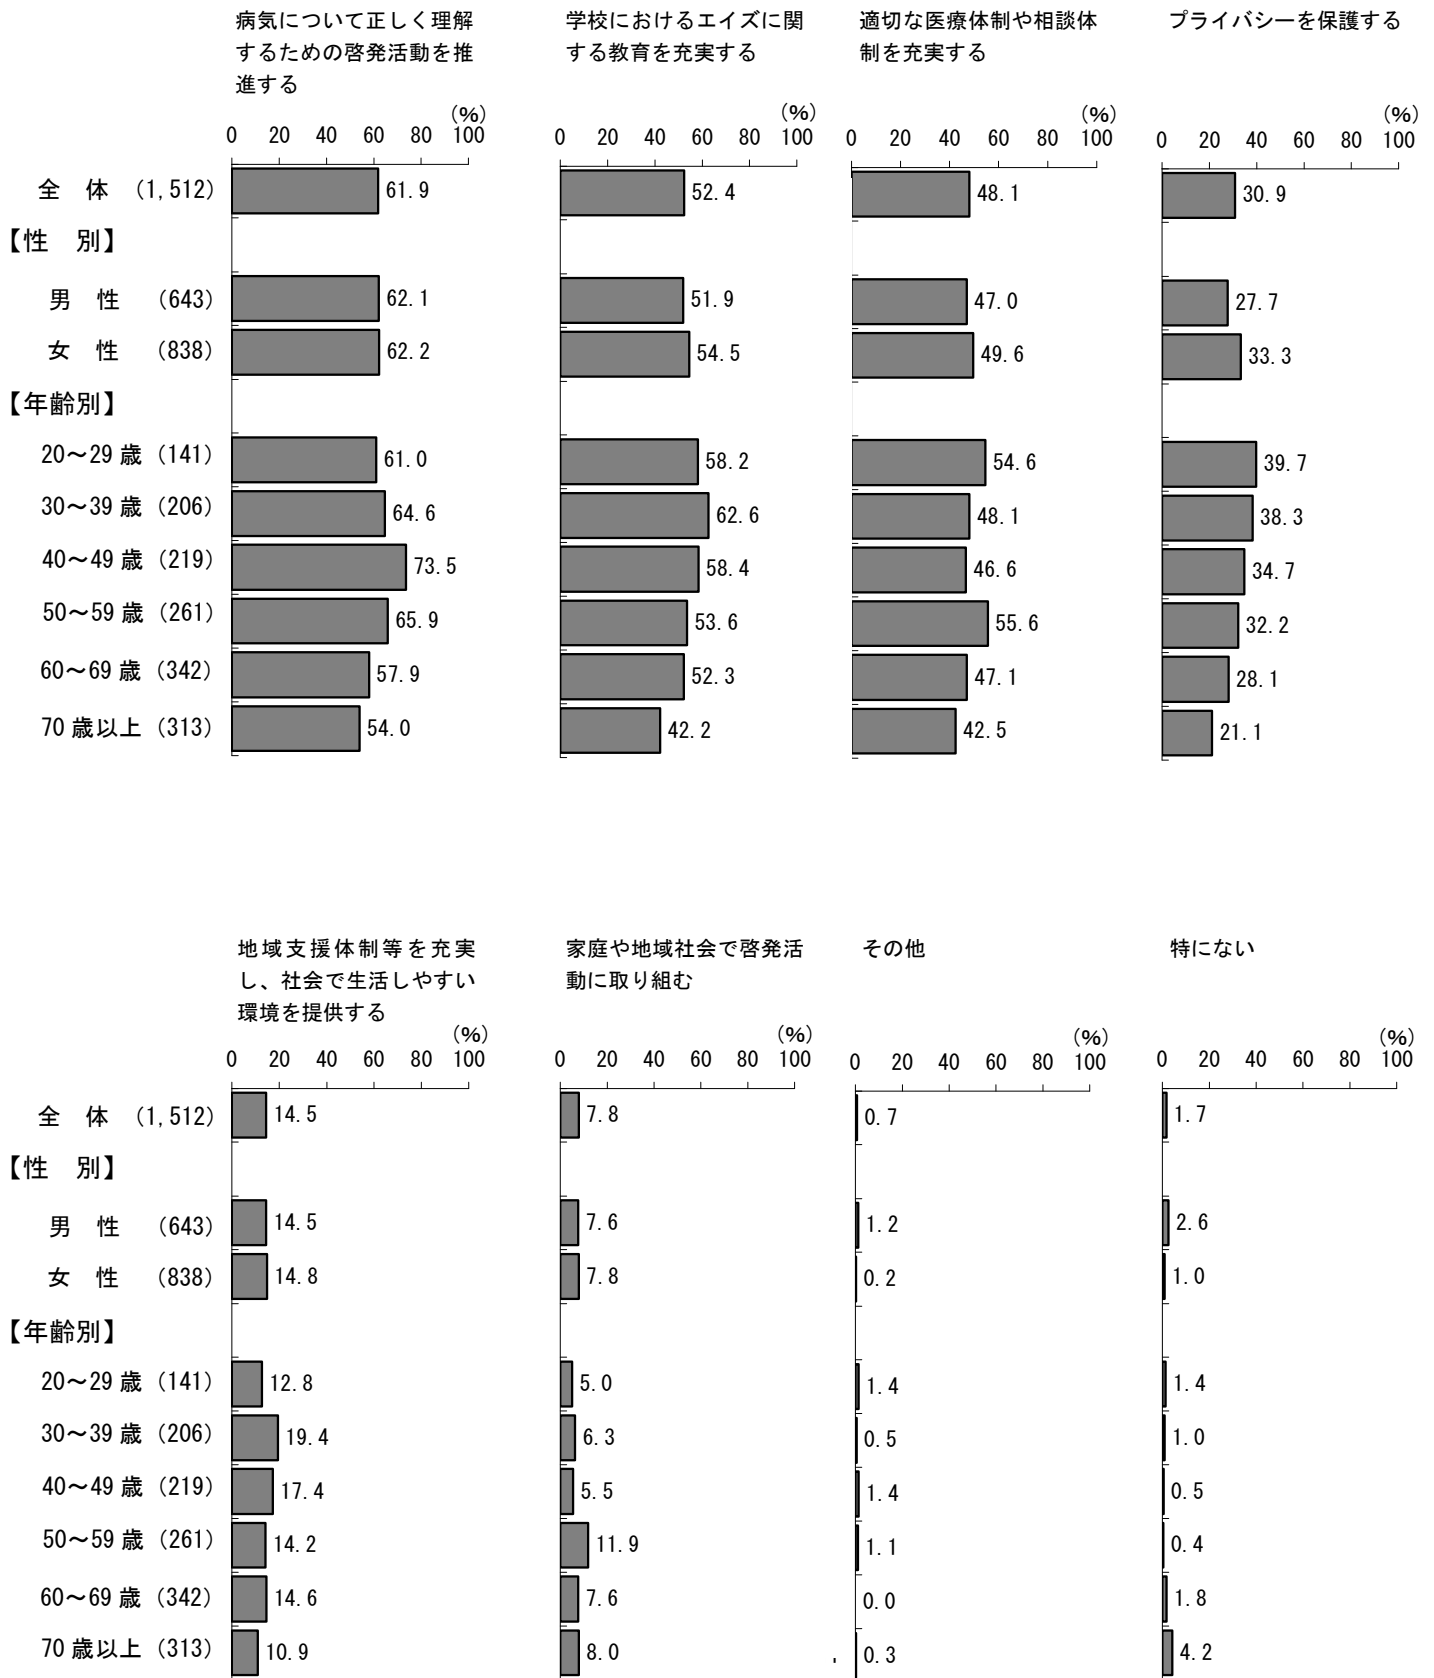 病気について正しく理解
するための啓発活動を推
進する
学校におけるエイズに関
する教育を充実する
適切な医療体制や相談体
制を充実する
プライバシーを保護する
(%) (%) (%) (%)
0 20 40 60 80 100 0 20 40 60 80 100 0 20 40 60 80 100 0 20 40 60 80 100
全 体 (1,512) 61.9 52.4 48.1 30.9
【性 別】
男 性 (643) 62.1 51.9 47.0 27.7
女 性 (838) 62.2 54.5 49.6 33.3
【年齢別】
20～29 歳 (141) 61.0 58.2 54.6 39.7
30～39 歳 (206) 64.6 62.6 48.1 38.3
40～49 歳 (219) 73.5 58.4 46.6 34.7
50～59 歳 (261) 65.9 53.6 55.6 32.2
60～69 歳 (342) 57.9 52.3 47.1 28.1
70 歳以上 (313) 54.0 42.2 42.5 21.1
地域支援体制等を充実
し、社会で生活しやすい
環境を提供する
家庭や地域社会で啓発活
動に取り組む
その他
特にない
(%) (%) (%) (%)
0 20 40 60 80 100 0 20 40 60 80 100 0 20 40 60 80 100 0 20 40 60 80 100
全 体 (1,512) 14.5 7.8 0.7 1.7
【性 別】
男 性 (643) 14.5 7.6 1.2 2.6
女 性 (838) 14.8 7.8 0.2 1.0
【年齢別】
20～29 歳 (141) 12.8 5.0 1.4 1.4
30～39 歳 (206) 19.4 6.3 0.5 1.0
40～49 歳 (219) 17.4 5.5 1.4 0.5
50～59 歳 (261) 14.2 11.9 1.1 0.4
60～69 歳 (342) 14.6 7.6 0.0 1.8
70 歳以上 (313) 10.9 8.0 0.3 4.2